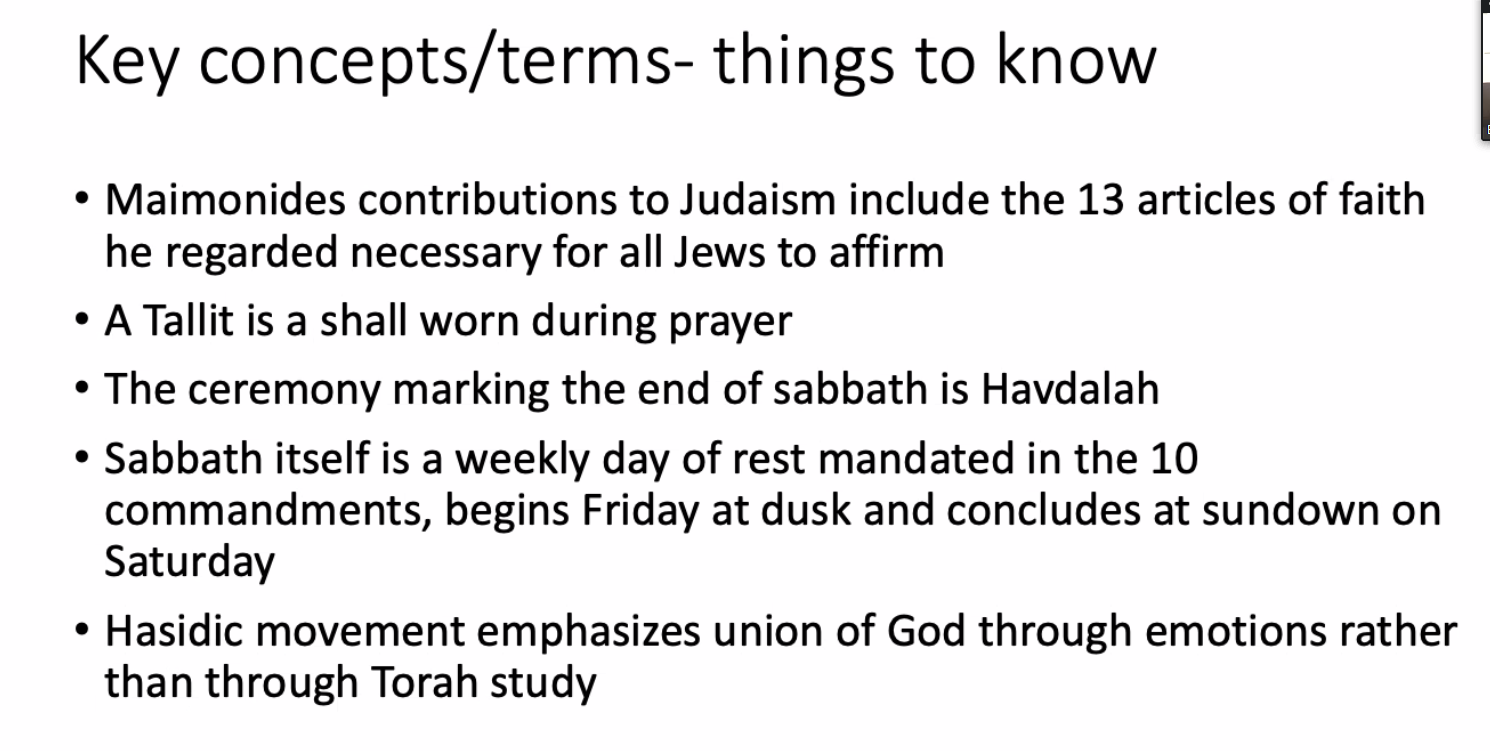 Key concepts/terms- things to know
• Maimonides contributions to Judaism include the 13 articles of faith
he regarded necessary for all Jews to affirm
• A Tallit is a shall worn during prayer
• The ceremony marking the end of sabbath is Havdalah
• Sabbath itself is a weekly day of rest mandated in the 10
commandments, begins Friday at dusk and concludes at sundown on
Saturday
• Hasidic movement emphasizes union of God through emotions rather
than through Torah study